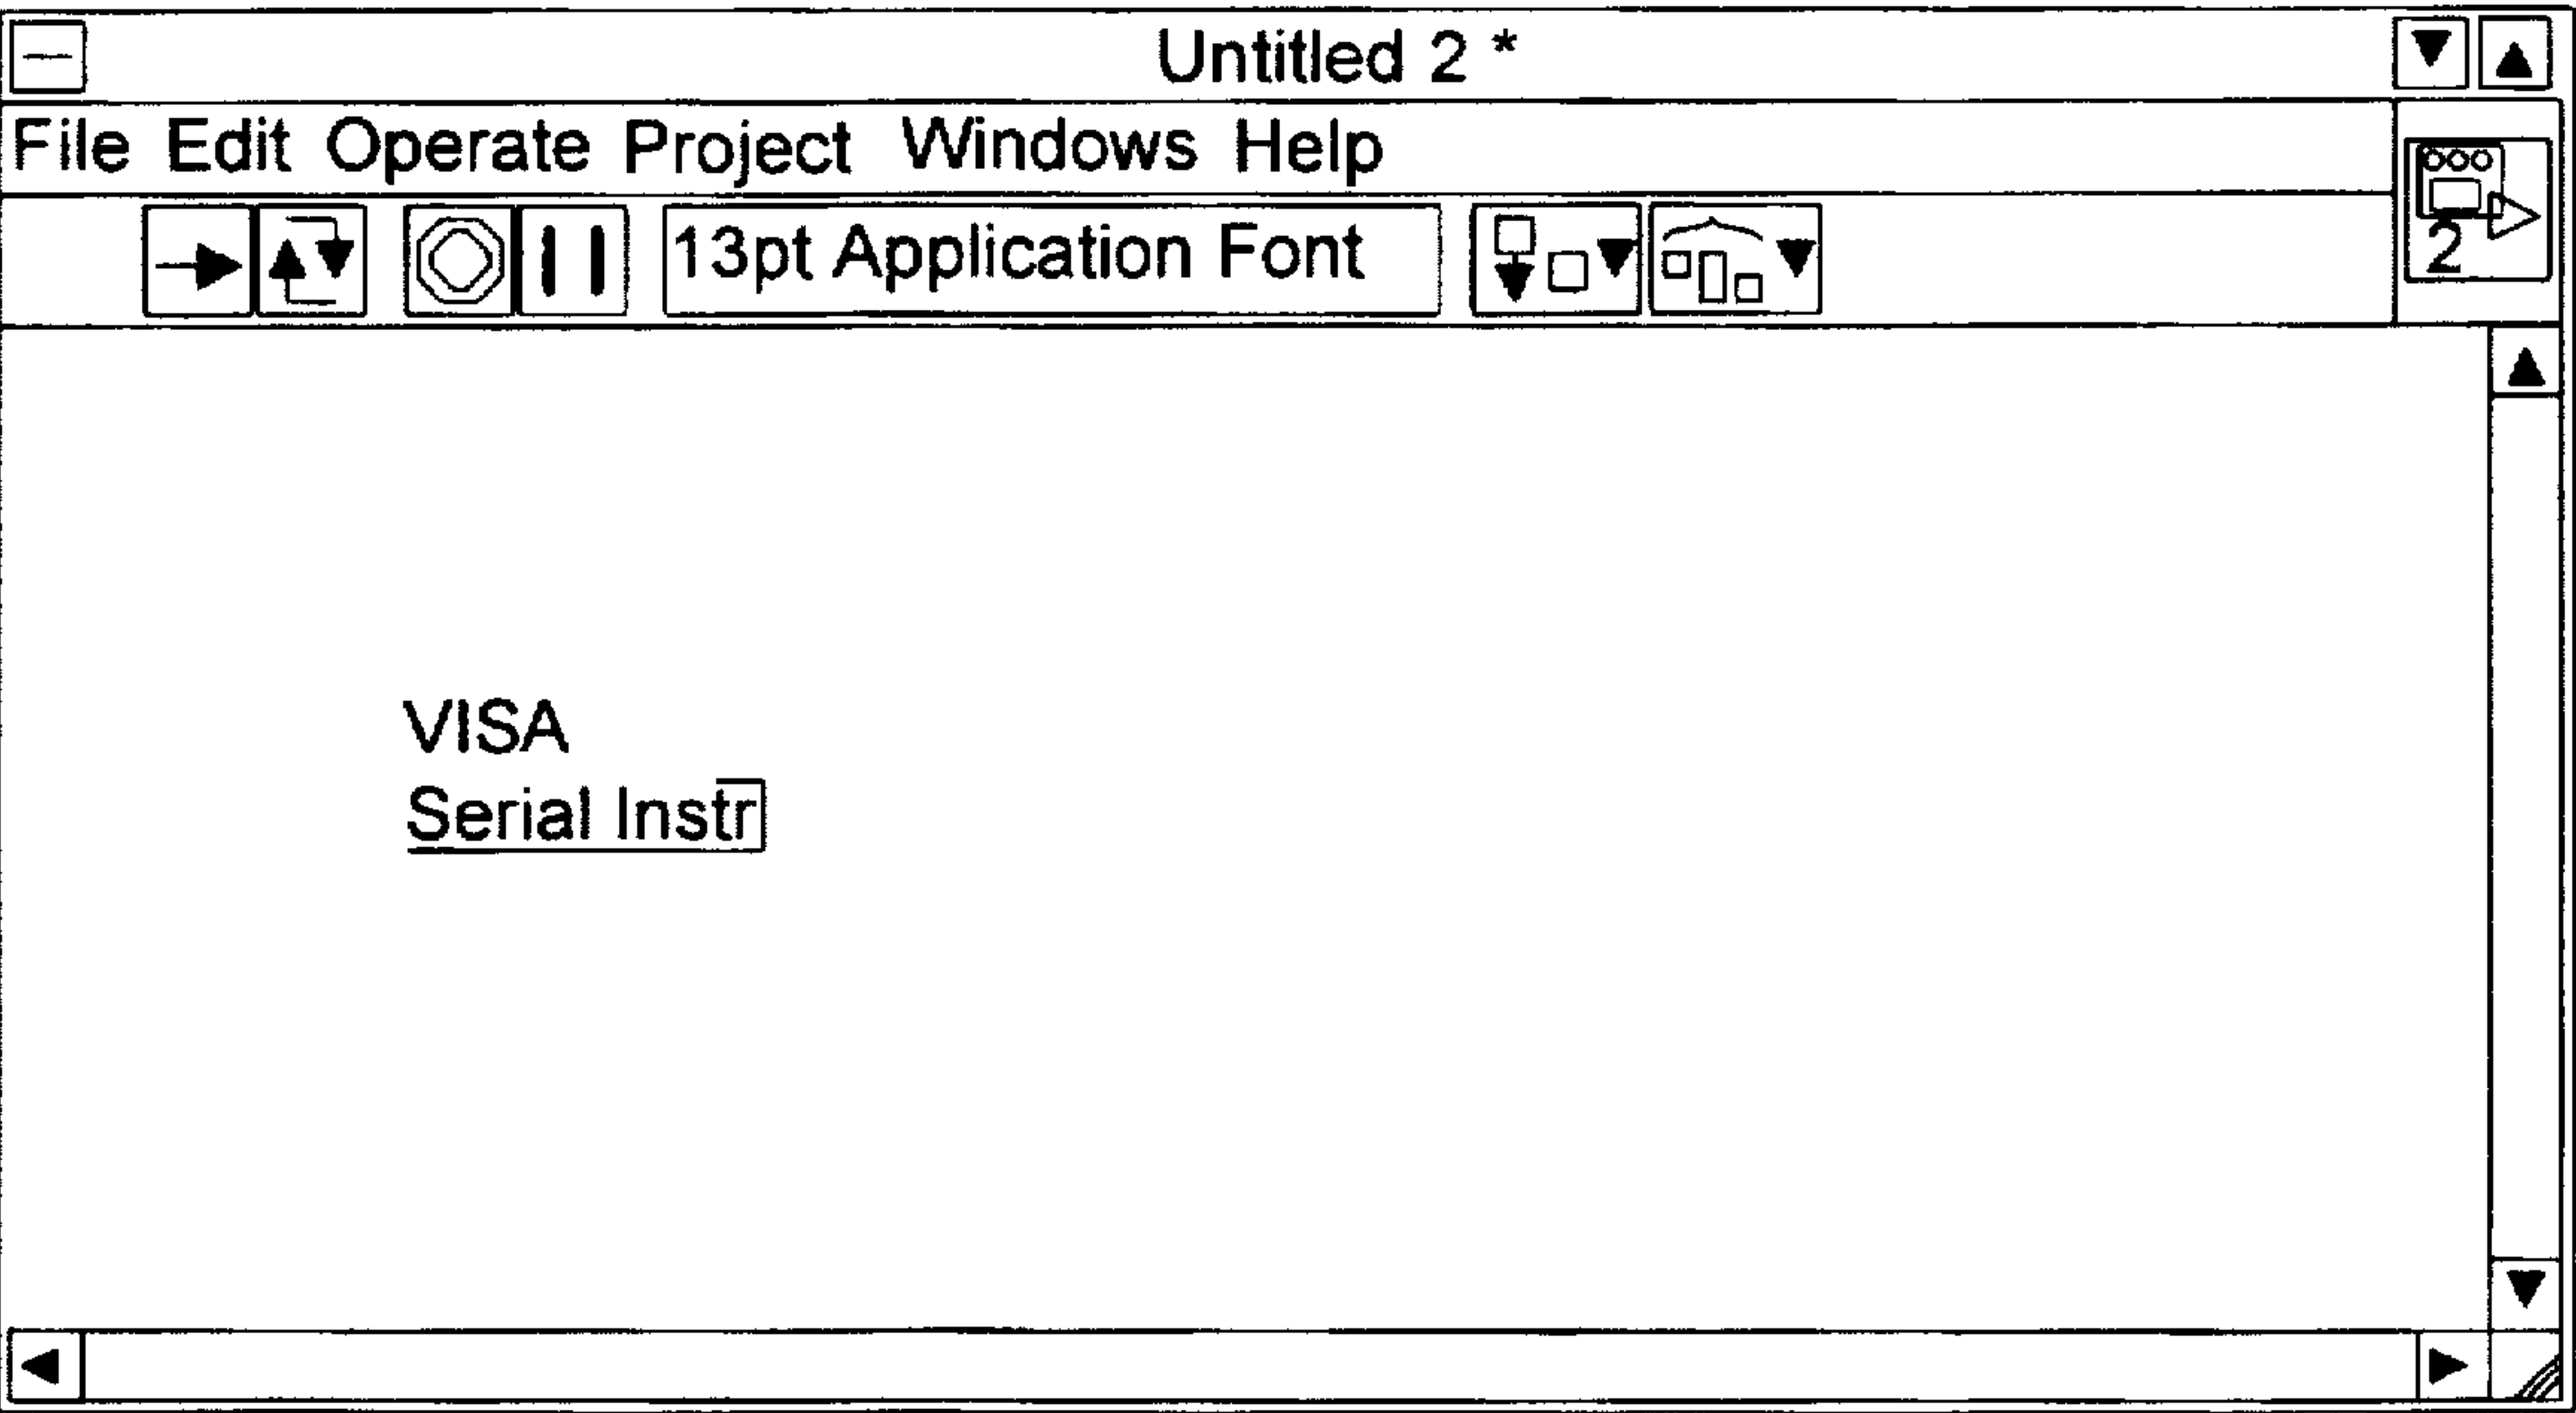 Untitled 2 *
File Edit Operate Project Windows Help
13pt Application Font
2
VISA
Serial Instr